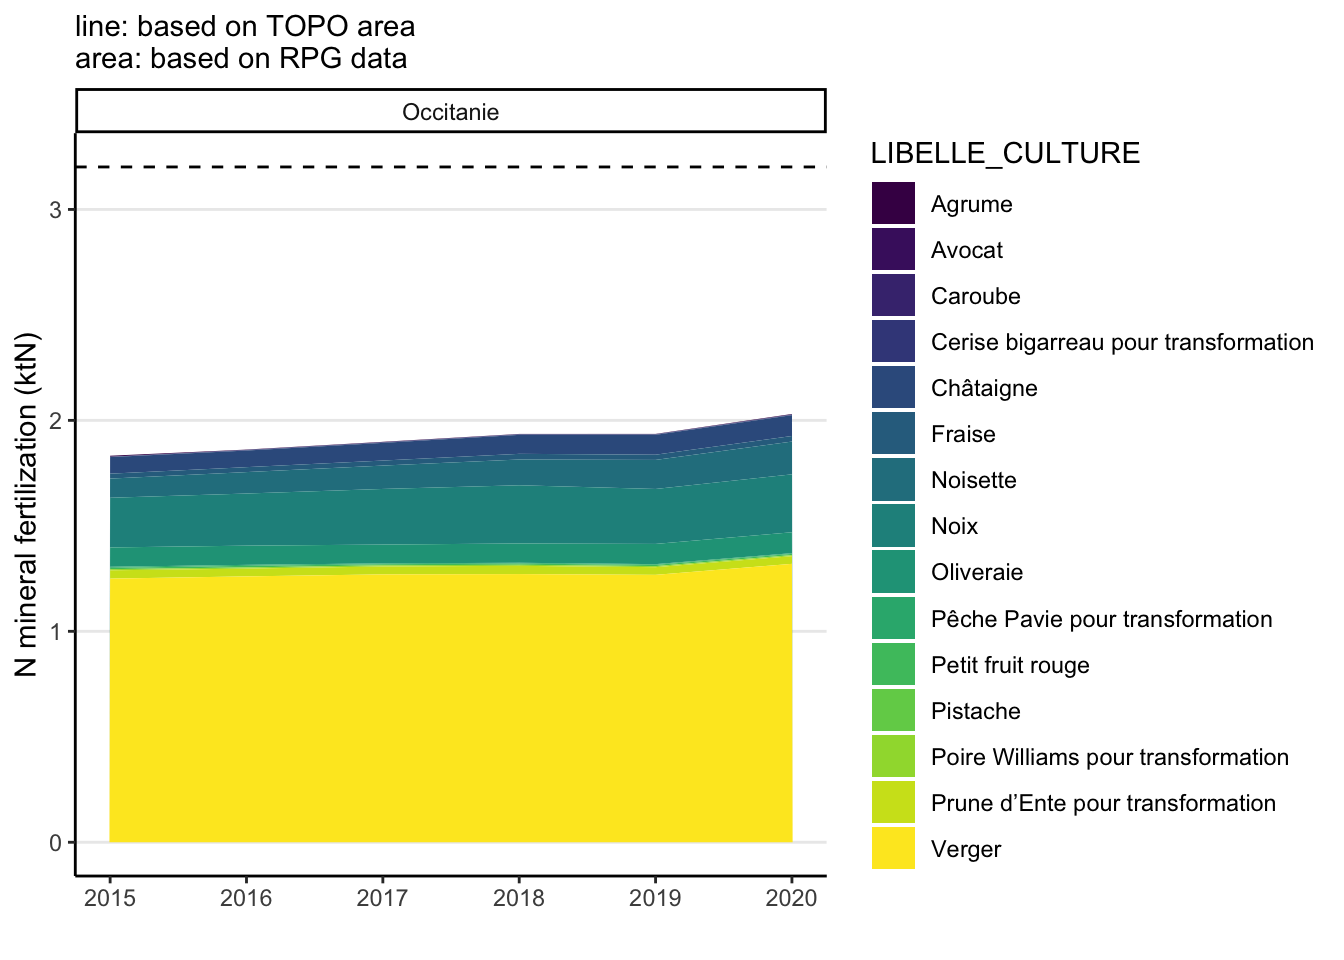 line: based on TOPO area
area: based on RPG data
Occitanie
N mineral fertilization (ktN)
3
2
1
0
2015 2016 2017 2018 2019 2020
LIBELLE_CULTURE
Agrume
Avocat
Caroube
Cerise bigarreau pour transformation
Châtaigne
Fraise
Noisette
Noix
Oliveraie
Pêche Pavie pour transformation
Petit fruit rouge
Pistache
Poire Williams pour transformation
Prune d’Ente pour transformation
Verger